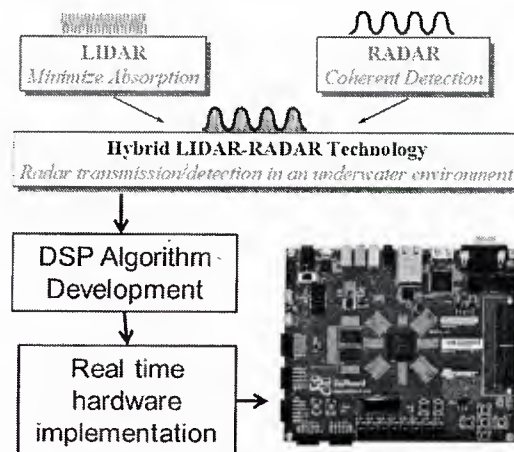 LIDAR
Minimize Absorption
RADAR
Coherent Detection
Hybrid LIDAR-RADAR Technology
Radar transmission/detection in an underwater environment
DSP Algorithm
Development
Real time
hardware
implementation